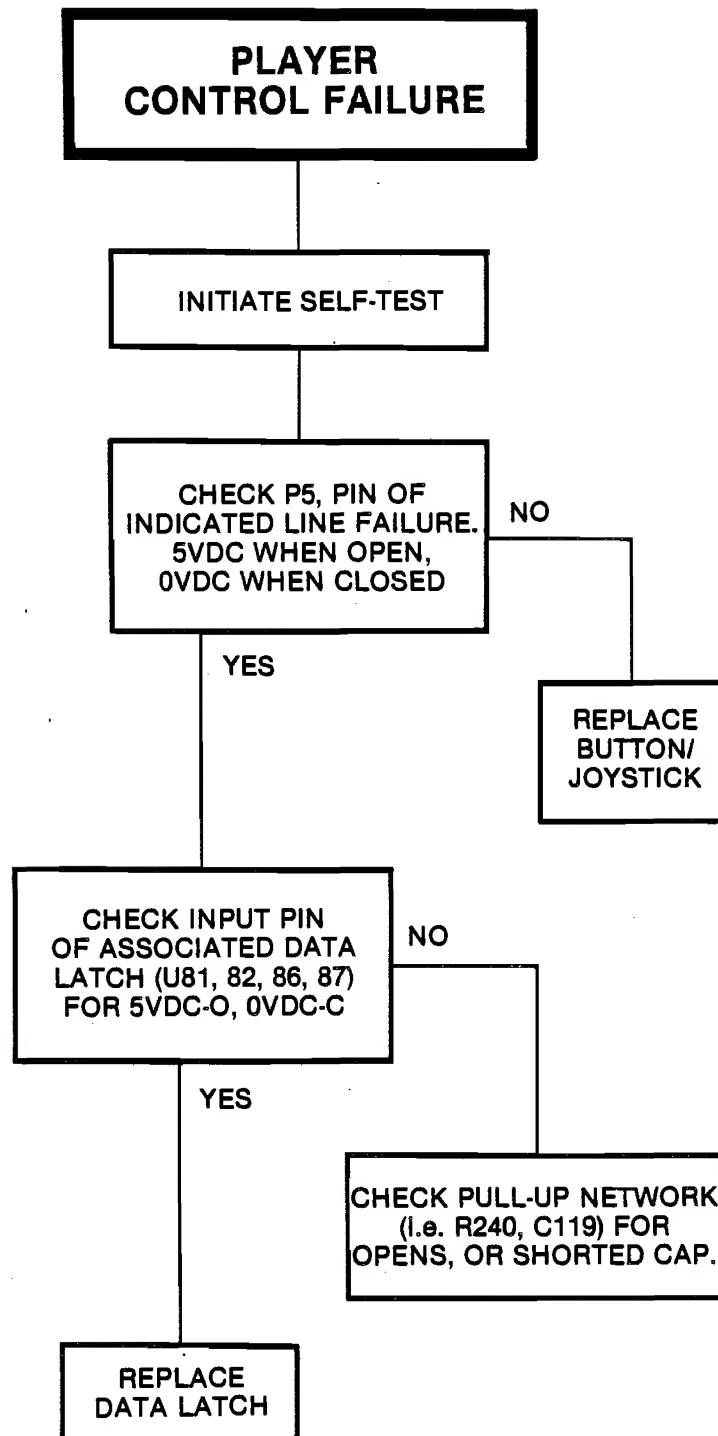 PLAYER
CONTROL FAILURE
INITIATE SELF-TEST
CHECK P5, PIN OF
INDICATED LINE FAILURE.
5VDC WHEN OPEN,
0VDC WHEN CLOSED
NO
YES
REPLACE
BUTTON/
JOYSTICK
CHECK INPUT PIN
OF ASSOCIATED DATA
LATCH (U81, 82, 86, 87)
FOR 5VDC-O, 0VDC-C
NO
YES
CHECK PULL-UP NETWORK
(i.e. R240, C119) FOR
OPENS, OR SHORTED CAP.
REPLACE
DATA LATCH